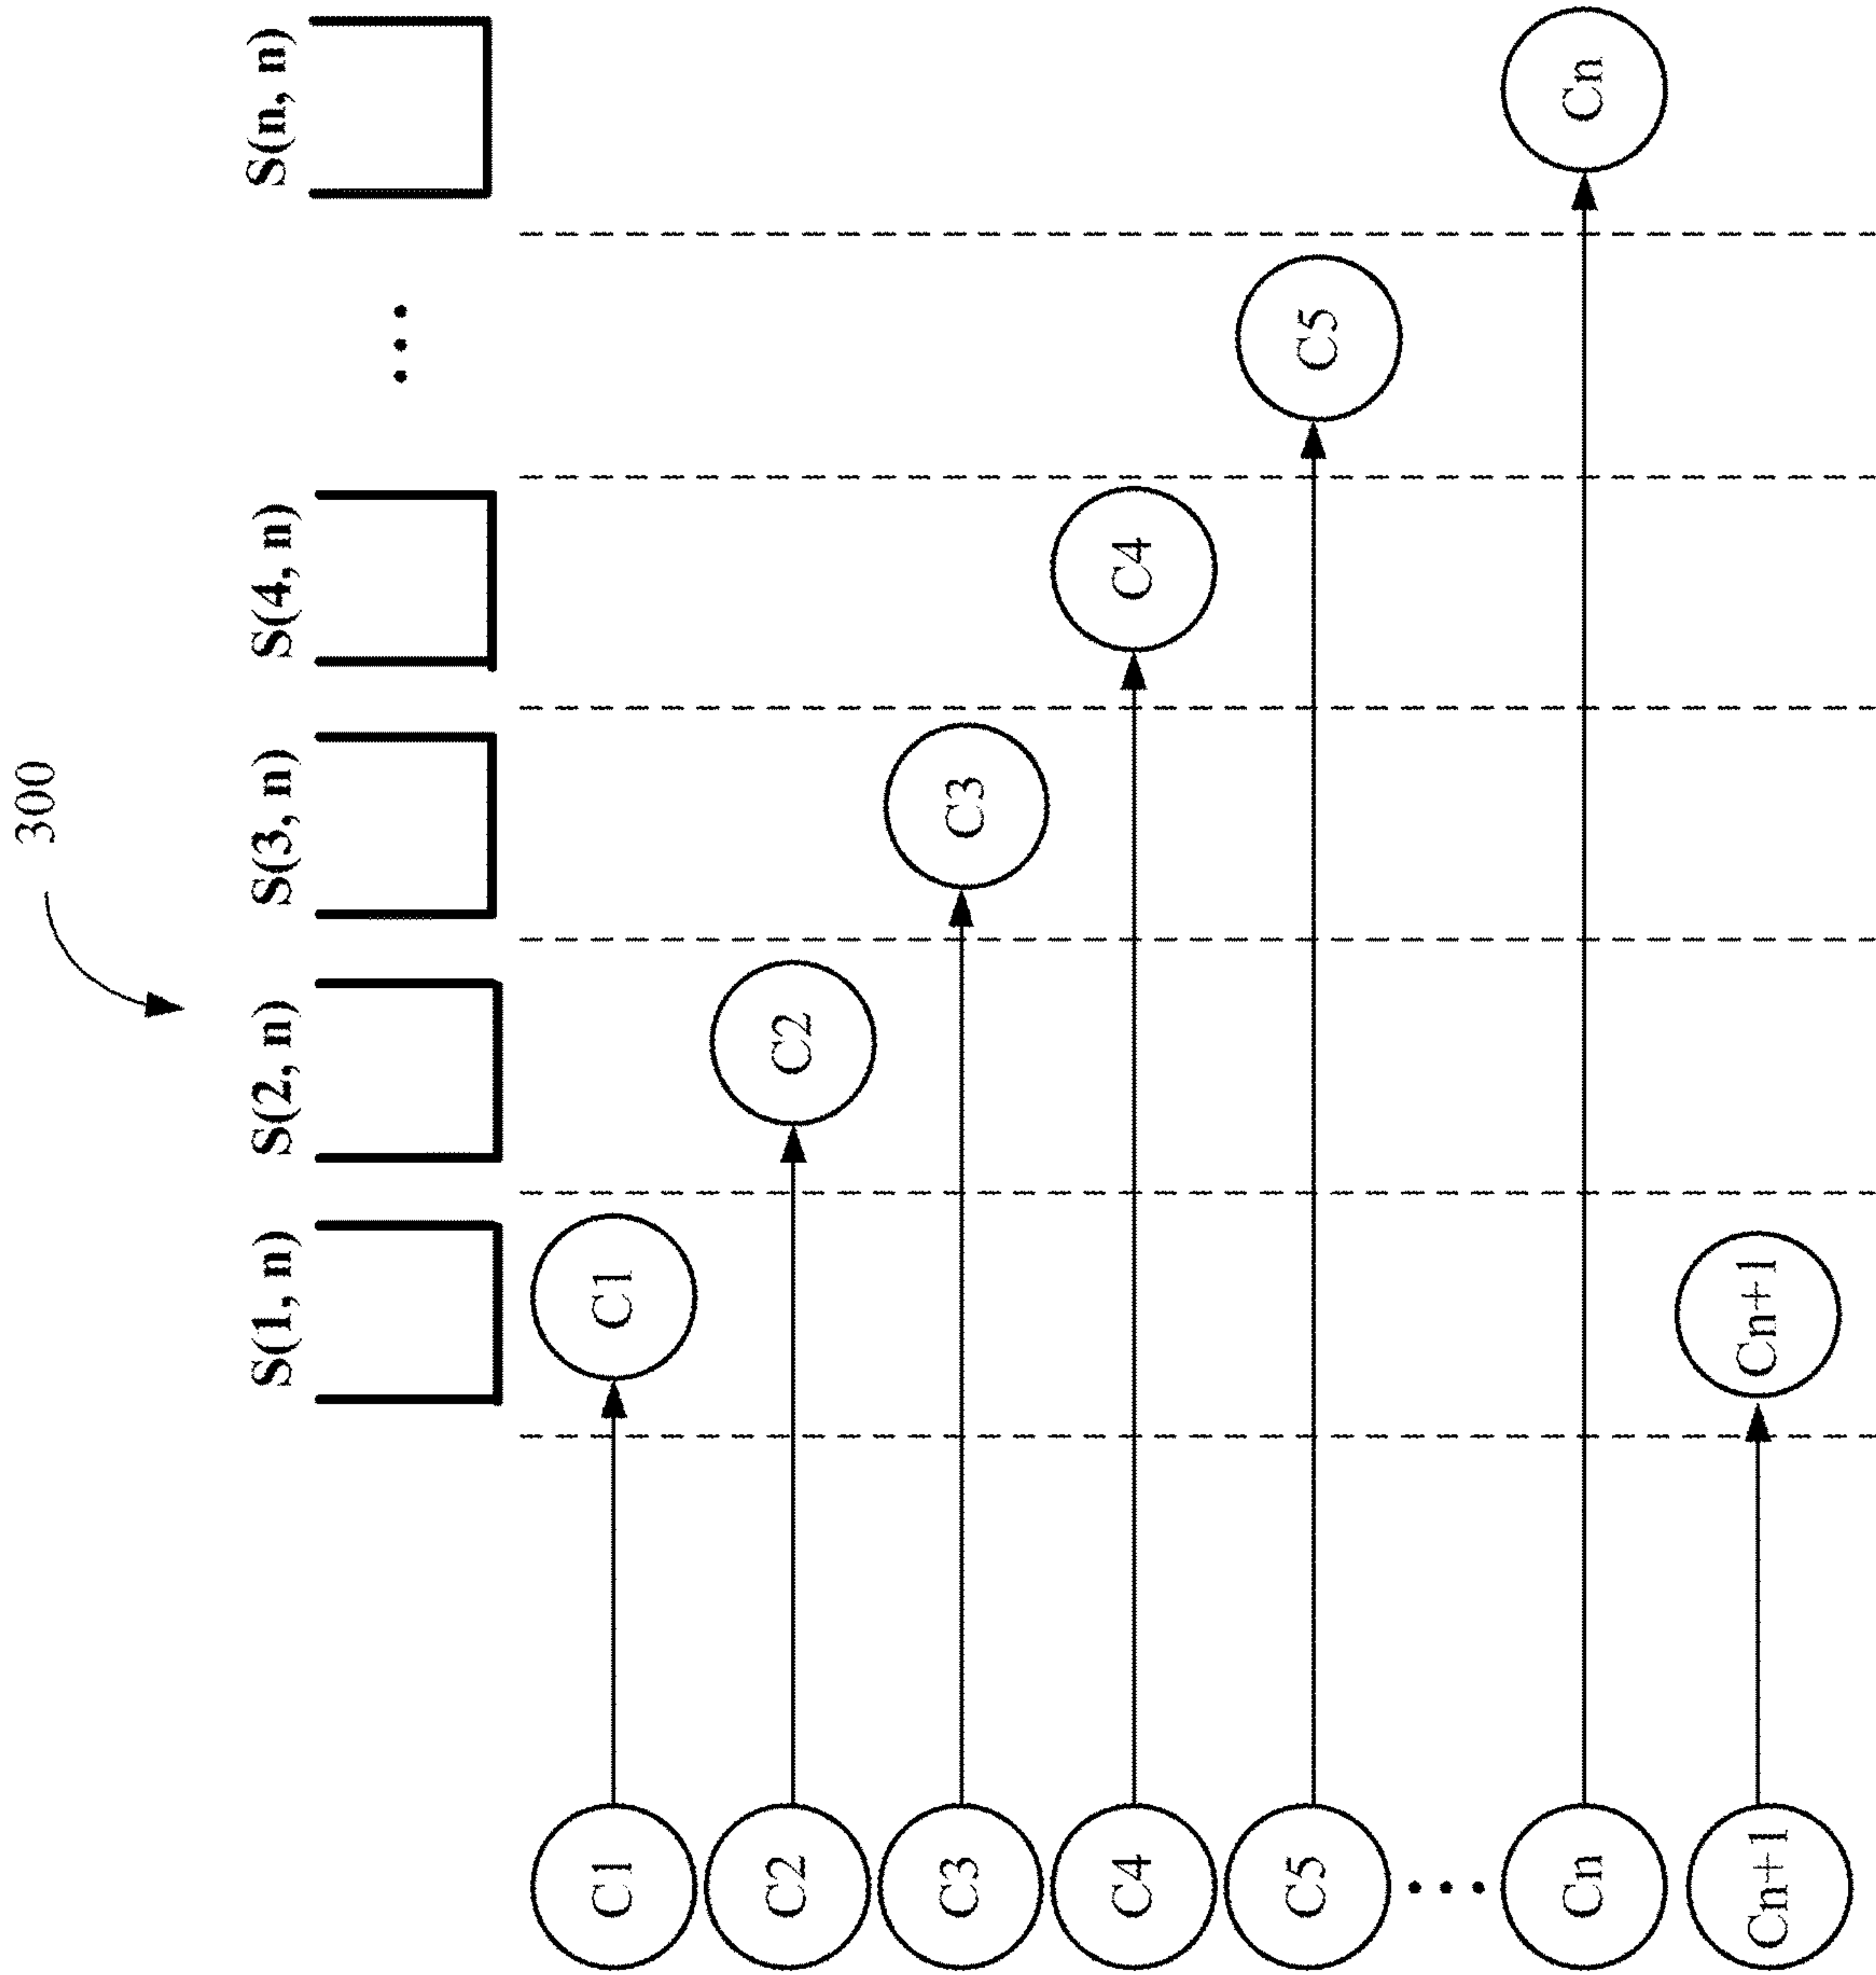 300
S(1, n) S(2, n) S(3, n) S(4, n) ••• S(n, n)
C1 C1
C2 C2
C3 C3
C4 C4
C5 C5
•••
Cn Cn
Cn+1 Cn+1